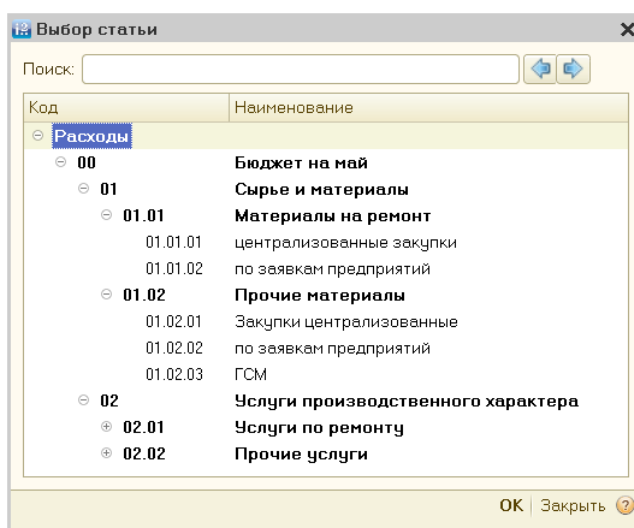 Выбор статьи
Поиск:
Код Наименование
Расходы
00 Бюджет на май
01 Сырье и материалы
01.01 Материалы на ремонт
01.01.01 централизованные закупки
01.01.02 по заявкам предприятий
01.02 Прочие материалы
01.02.01 Закупки централизованные
01.02.02 по заявкам предприятий
01.02.03 ГСМ
02 Услуги производственного характера
02.01 Услуги по ремонту
02.02 Прочие услуги
OK Закрыть ?